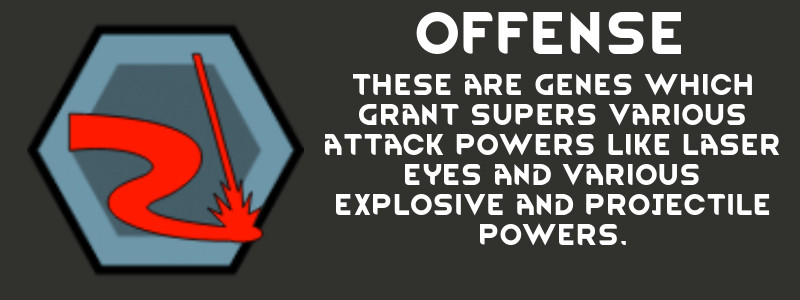 OFFENSE
THESE ARE GENES WHICH
GRANT SUPERS VARIOUS
ATTACK POWERS LIKE LASER
EYES AND VARIOUS
EXPLOSIVE AND PROJECTILE
POWERS.